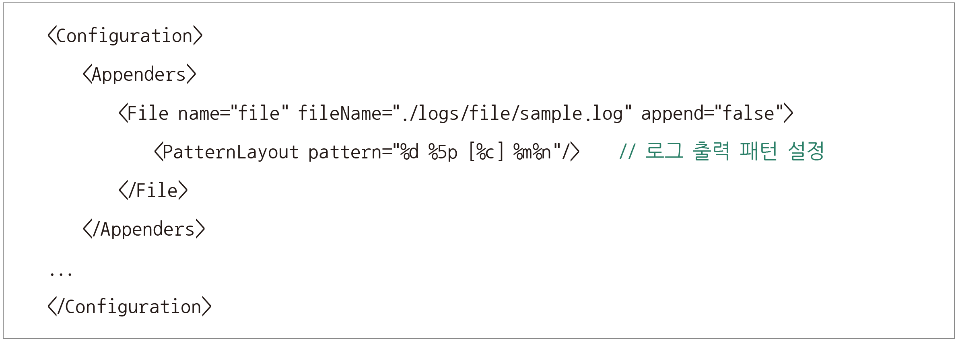 <Configuration>
<Appenders>
<File name="file" fileName="./logs/file/sample.log" append="false">
<PatternLayout pattern="%d %5p [%c] %m%n"/> // 로그 출력 패턴 설정
</File>
</Appenders>
...
</Configuration>